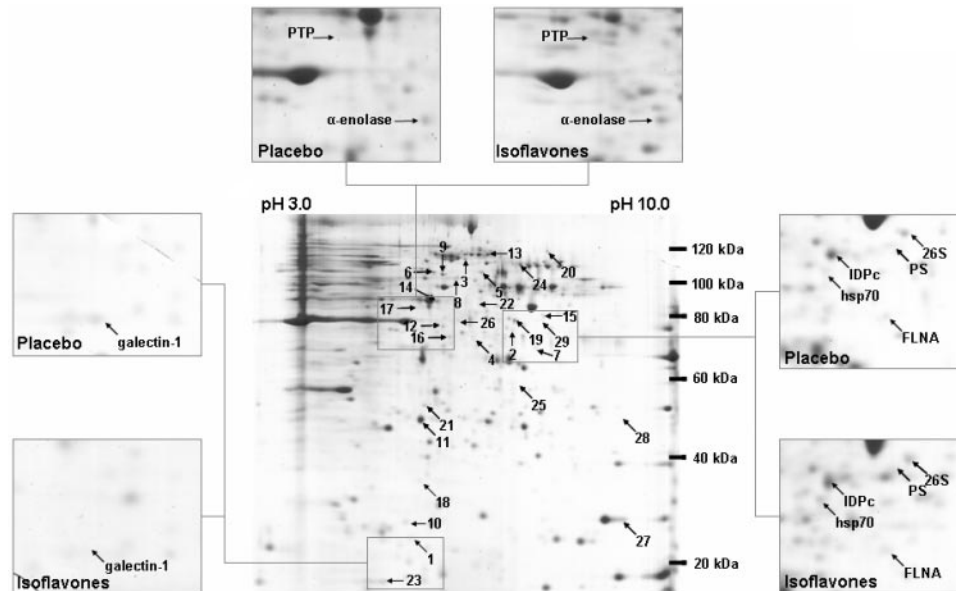 PTP
α-enolase
Placebo
PTP
α-enolase
Isoflavones
pH 3.0
pH 10.0
galectin-1
Placebo
galectin-1
Isoflavones
9
13
20
6
3
5
24
14
8
22
17
15
12
26
16
19
29
2
7
4
25
21
11
28
18
10
27
1
23
120 kDa
100 kDa
80 kDa
60 kDa
40 kDa
20 kDa
26S
PS
IDPc
hsp70
FLNA
Placebo
26S
PS
IDPc
hsp70
FLNA
Isoflavones